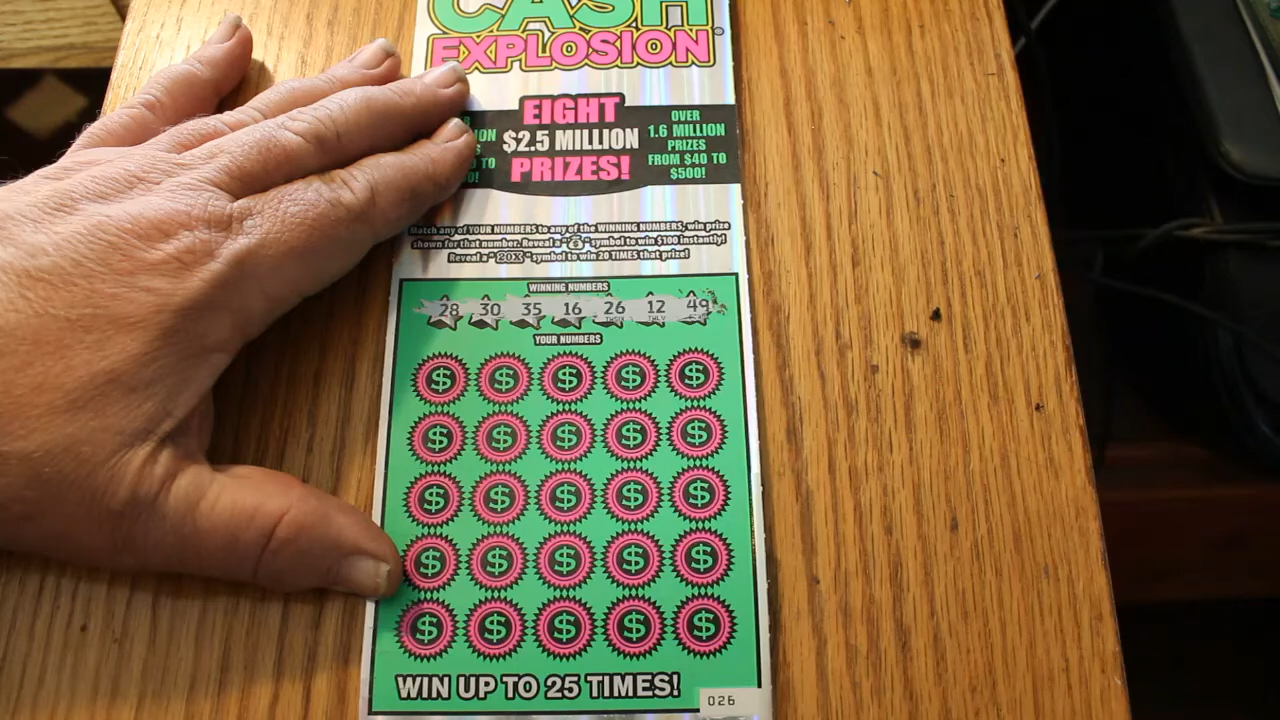 CASH
EXPLOSION®
EIGHT
$2.5 MILLION
PRIZES!
OVER
1.6 MILLION
PRIZES
FROM $40 TO
$500!
Match any of YOUR NUMBERS to any of the WINNING NUMBERS, win prize
shown for that number. Reveal a " " symbol to win $100 instantly!
Reveal a " 20X " symbol to win 20 TIMES that prize!
WINNING NUMBERS
28 30 35 16 26 12 49
TWSIX TWLV
YOUR NUMBERS
$ $ $ $ $
$ $ $ $ $
$ $ $ $ $
$ $ $ $ $
$ $ $ $ $
WIN UP TO 25 TIMES!
026